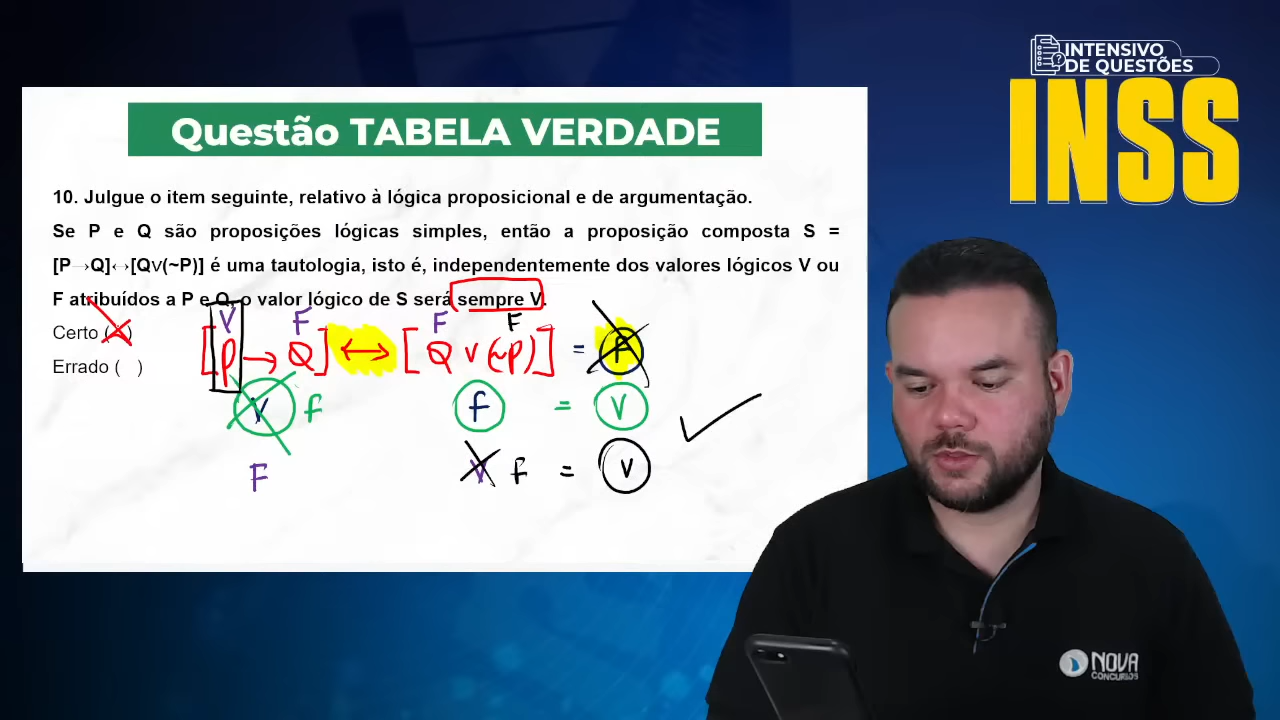 INTENSIVO
DE QUESTÕES
INSS
Questão TABELA VERDADE
10. Julgue o item seguinte, relativo à lógica proposicional e de argumentação.
Se P e Q são proposições lógicas simples, então a proposição composta S =
[P→Q]↔[Q∨(~P)] é uma tautologia, isto é, independentemente dos valores lógicos V ou
F atribuídos a P e Q, o valor lógico de S será sempre V.
Certo ( )
Errado ( )
V F F F
[P → Q] ↔ [Q v (~P)] = F
V f f = V
F V f = V
NOVA
CONCURSOS